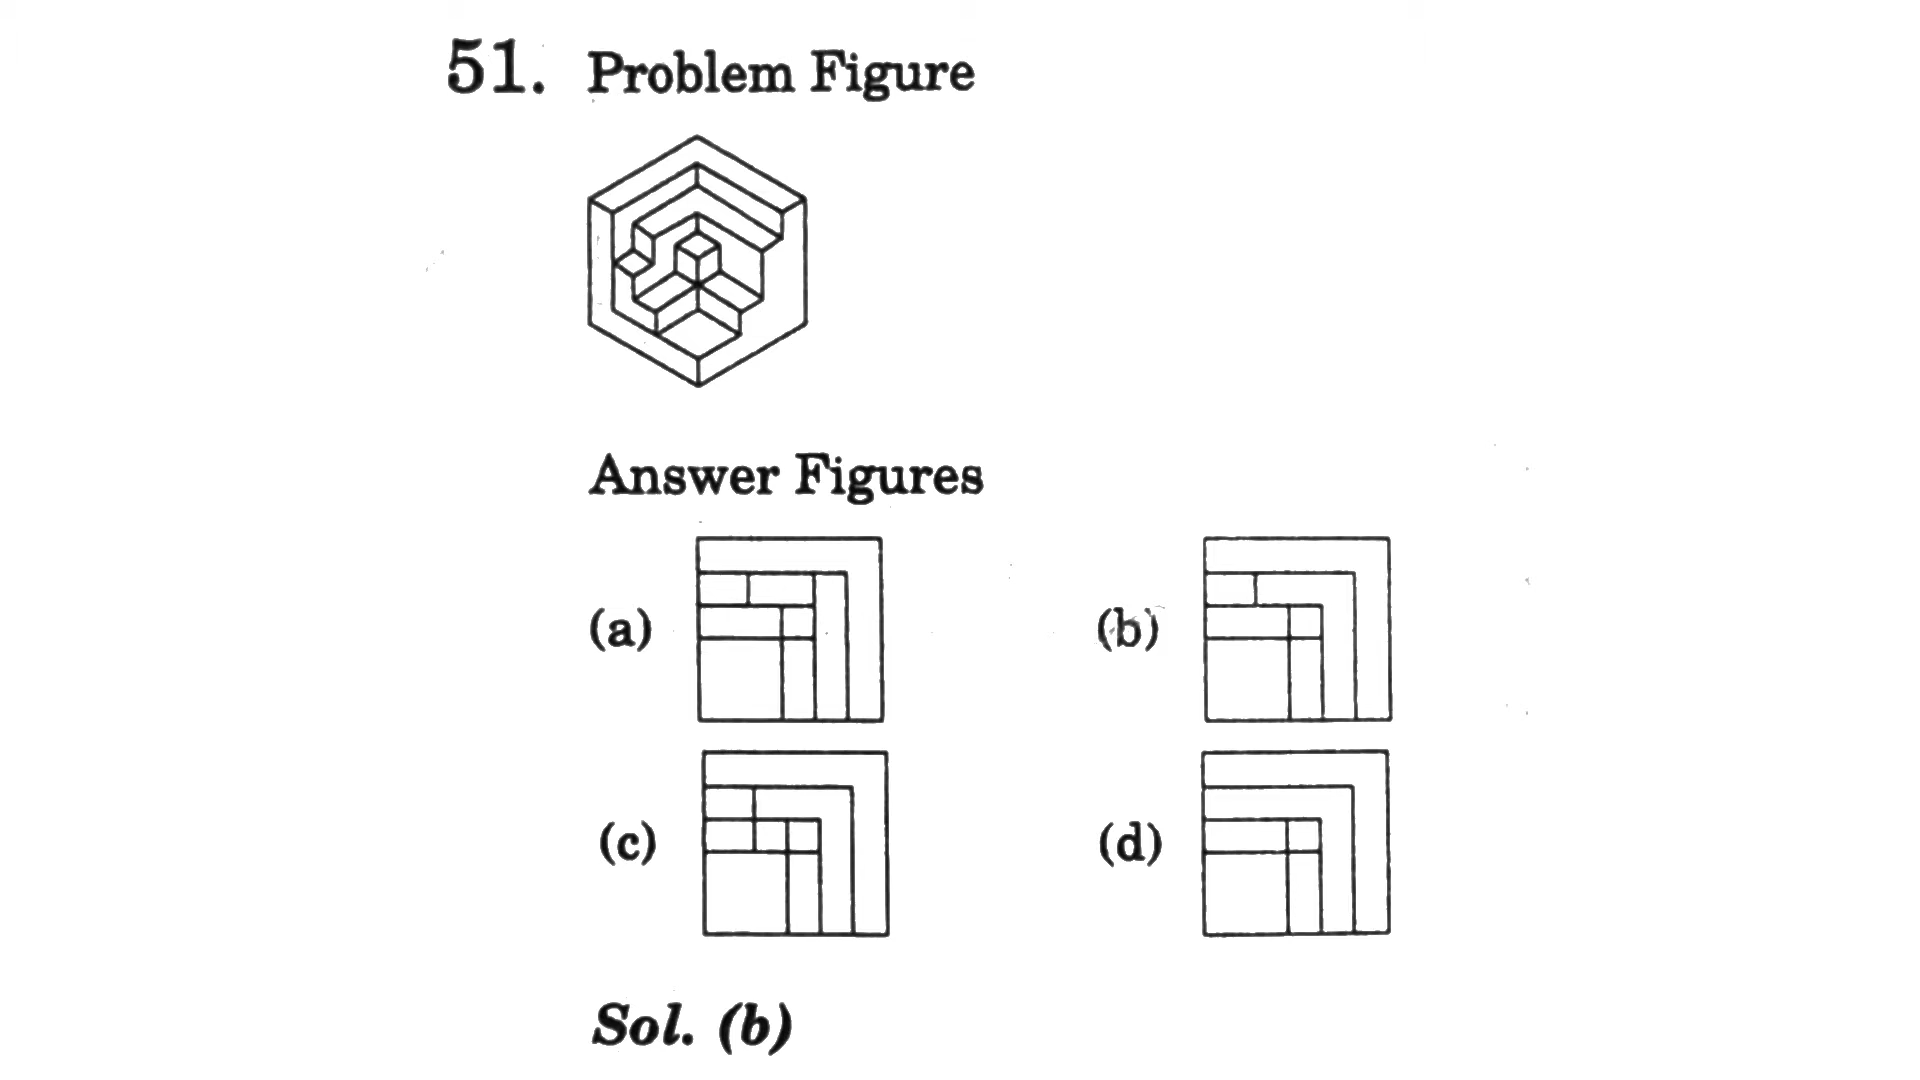 51. Problem Figure
Answer Figures
(a)
(b)
(c)
(d)
Sol. (b)